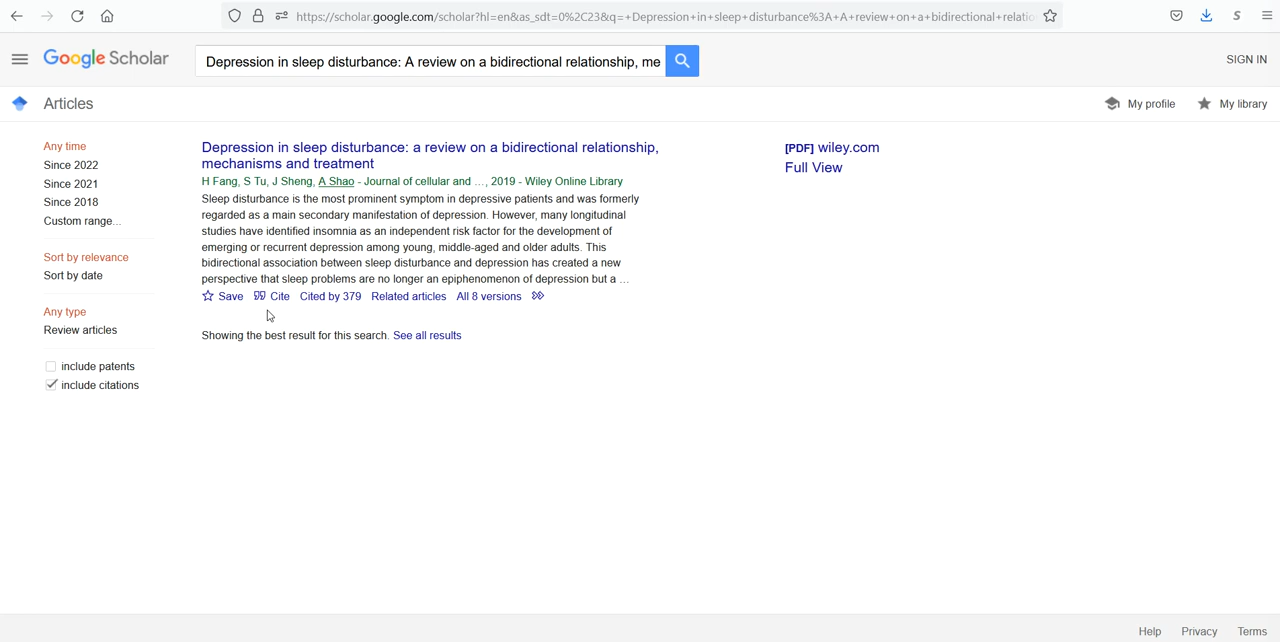 https://scholar.google.com/scholar?hl=en&as_sdt=0%2C23&q=+Depression+in+sleep+disturbance%3A+A+review+on+a+bidirectional+relatio
Google Scholar
Depression in sleep disturbance: A review on a bidirectional relationship, me
SIGN IN
Articles
My profile
My library
Any time
Since 2022
Since 2021
Since 2018
Custom range...
Sort by relevance
Sort by date
Any type
Review articles
include patents
include citations
Depression in sleep disturbance: a review on a bidirectional relationship,
mechanisms and treatment
H Fang, S Tu, J Sheng, A Shao - Journal of cellular and …, 2019 - Wiley Online Library
Sleep disturbance is the most prominent symptom in depressive patients and was formerly
regarded as a main secondary manifestation of depression. However, many longitudinal
studies have identified insomnia as an independent risk factor for the development of
emerging or recurrent depression among young, middle-aged and older adults. This
bidirectional association between sleep disturbance and depression has created a new
perspective that sleep problems are no longer an epiphenomenon of depression but a …
Save Cite Cited by 379 Related articles All 8 versions
Showing the best result for this search. See all results
[PDF] wiley.com
Full View
Help Privacy Terms